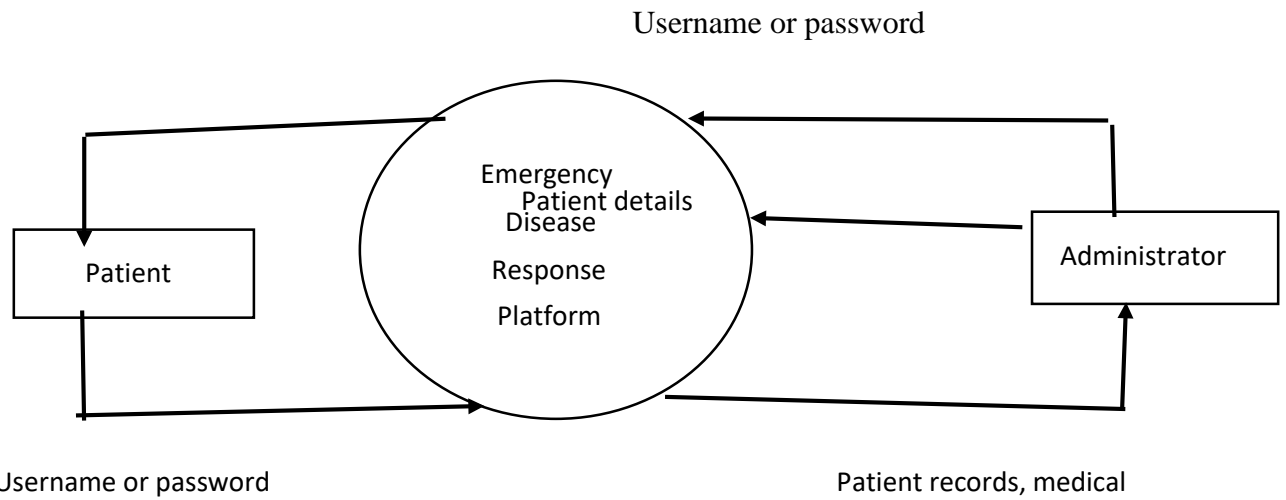 Username or password
Emergency
Patient details
Disease
Response
Platform
Patient
Administrator
Username or password
Patient records, medical